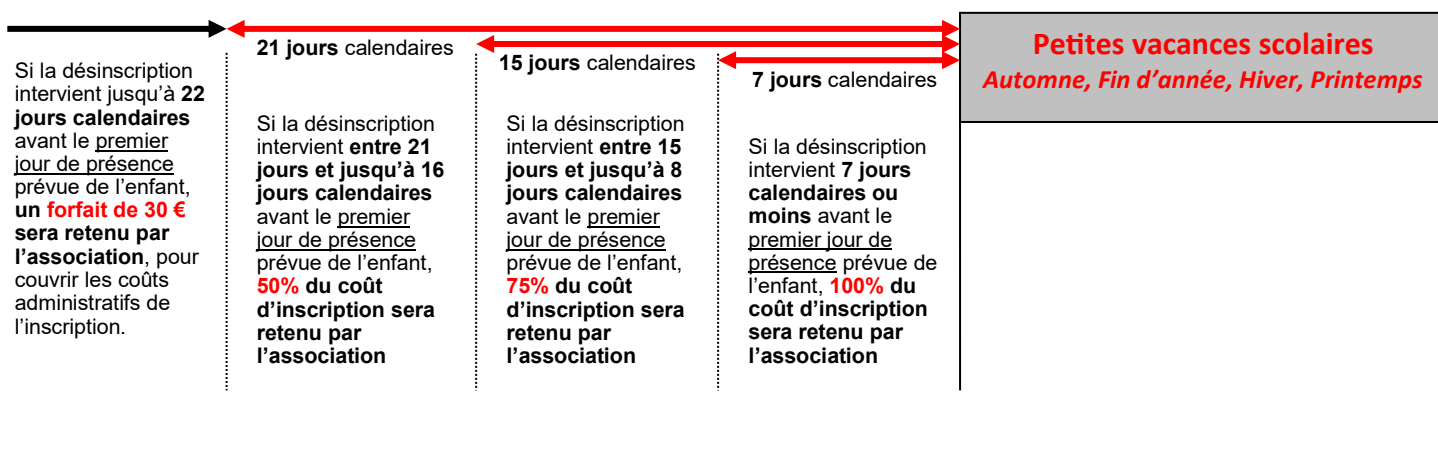 Si la désinscription
intervient jusqu'à 22
jours calendaires
avant le premier
jour de présence
prévue de l'enfant,
un forfait de 30 €
sera retenu par
l'association, pour
couvrir les coûts
administratifs de
l'inscription.
21 jours calendaires
Si la désinscription
intervient entre 21
jours et jusqu'à 16
jours calendaires
avant le premier
jour de présence
prévue de l'enfant,
50% du coût
d'inscription sera
retenu par
l'association
15 jours calendaires
Si la désinscription
intervient entre 15
jours et jusqu'à 8
jours calendaires
avant le premier
jour de présence
prévue de l'enfant,
75% du coût
d'inscription sera
retenu par
l'association
7 jours calendaires
Si la désinscription
intervient 7 jours
calendaires ou
moins avant le
premier jour de
présence prévue de
l'enfant, 100% du
coût d'inscription
sera retenu par
l'association
Petites vacances scolaires
Automne, Fin d'année, Hiver, Printemps